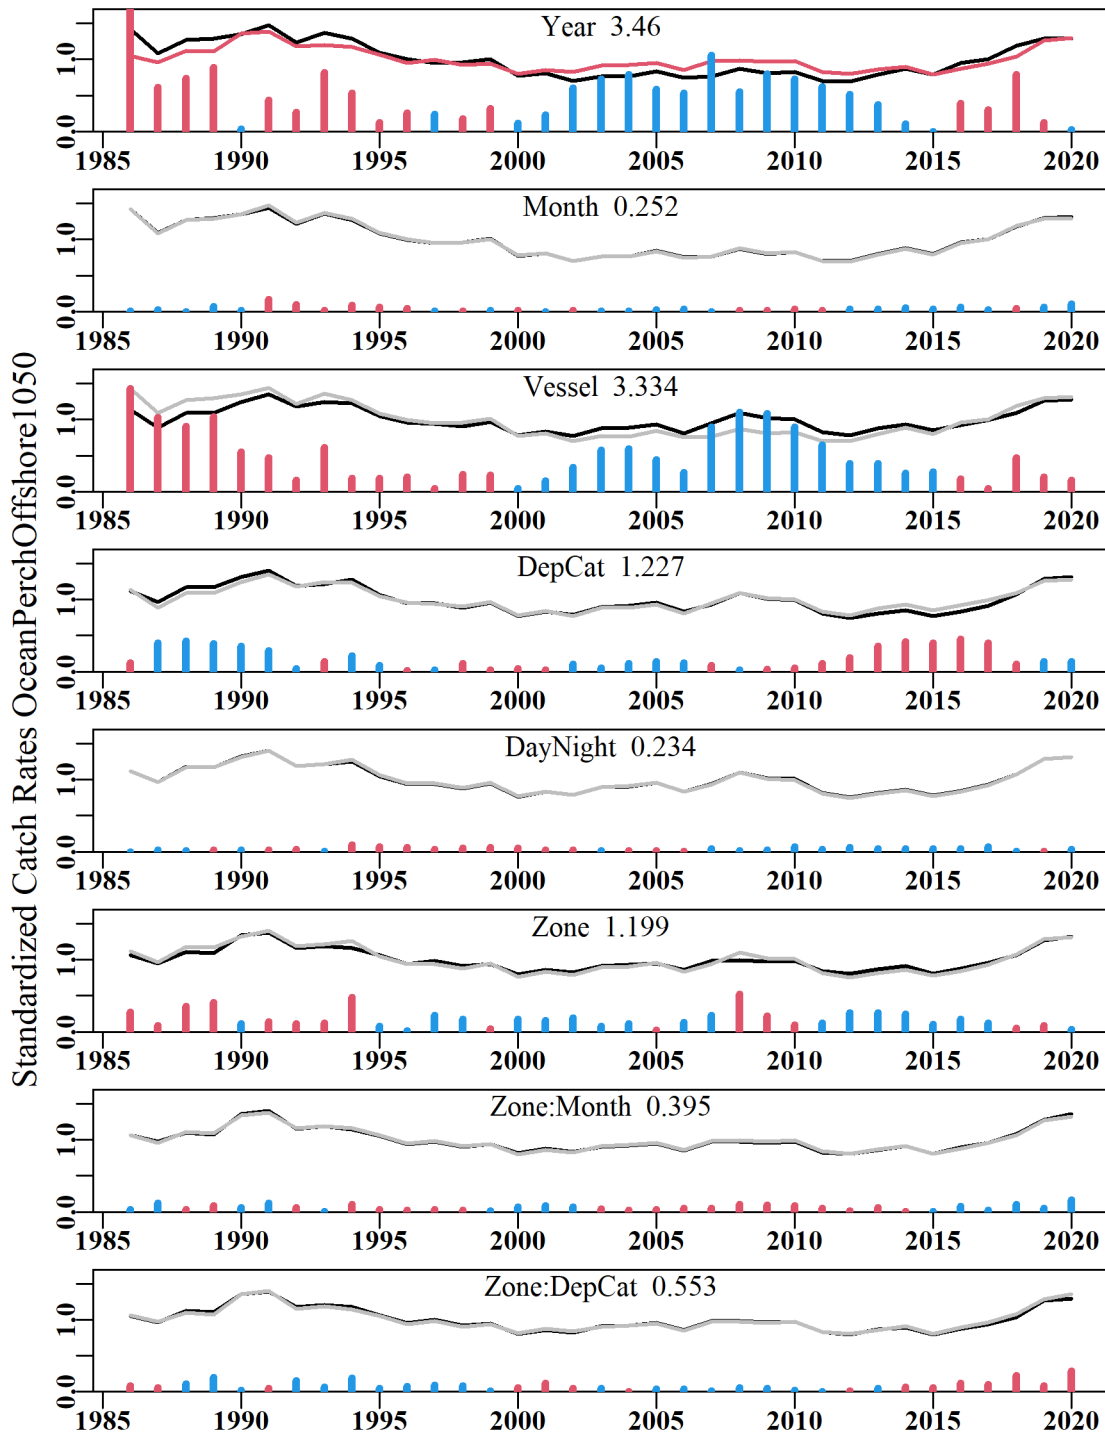 Standardized Catch Rates OceanPerchOffshore1050
Year 3.46
0.0 1.0
1985 1990 1995 2000 2005 2010 2015 2020
Month 0.252
0.0 1.0
1985 1990 1995 2000 2005 2010 2015 2020
Vessel 3.334
0.0 1.0
1985 1990 1995 2000 2005 2010 2015 2020
DepCat 1.227
0.0 1.0
1985 1990 1995 2000 2005 2010 2015 2020
DayNight 0.234
0.0 1.0
1985 1990 1995 2000 2005 2010 2015 2020
Zone 1.199
0.0 1.0
1985 1990 1995 2000 2005 2010 2015 2020
Zone:Month 0.395
0.0 1.0
1985 1990 1995 2000 2005 2010 2015 2020
Zone:DepCat 0.553
0.0 1.0
1985 1990 1995 2000 2005 2010 2015 2020